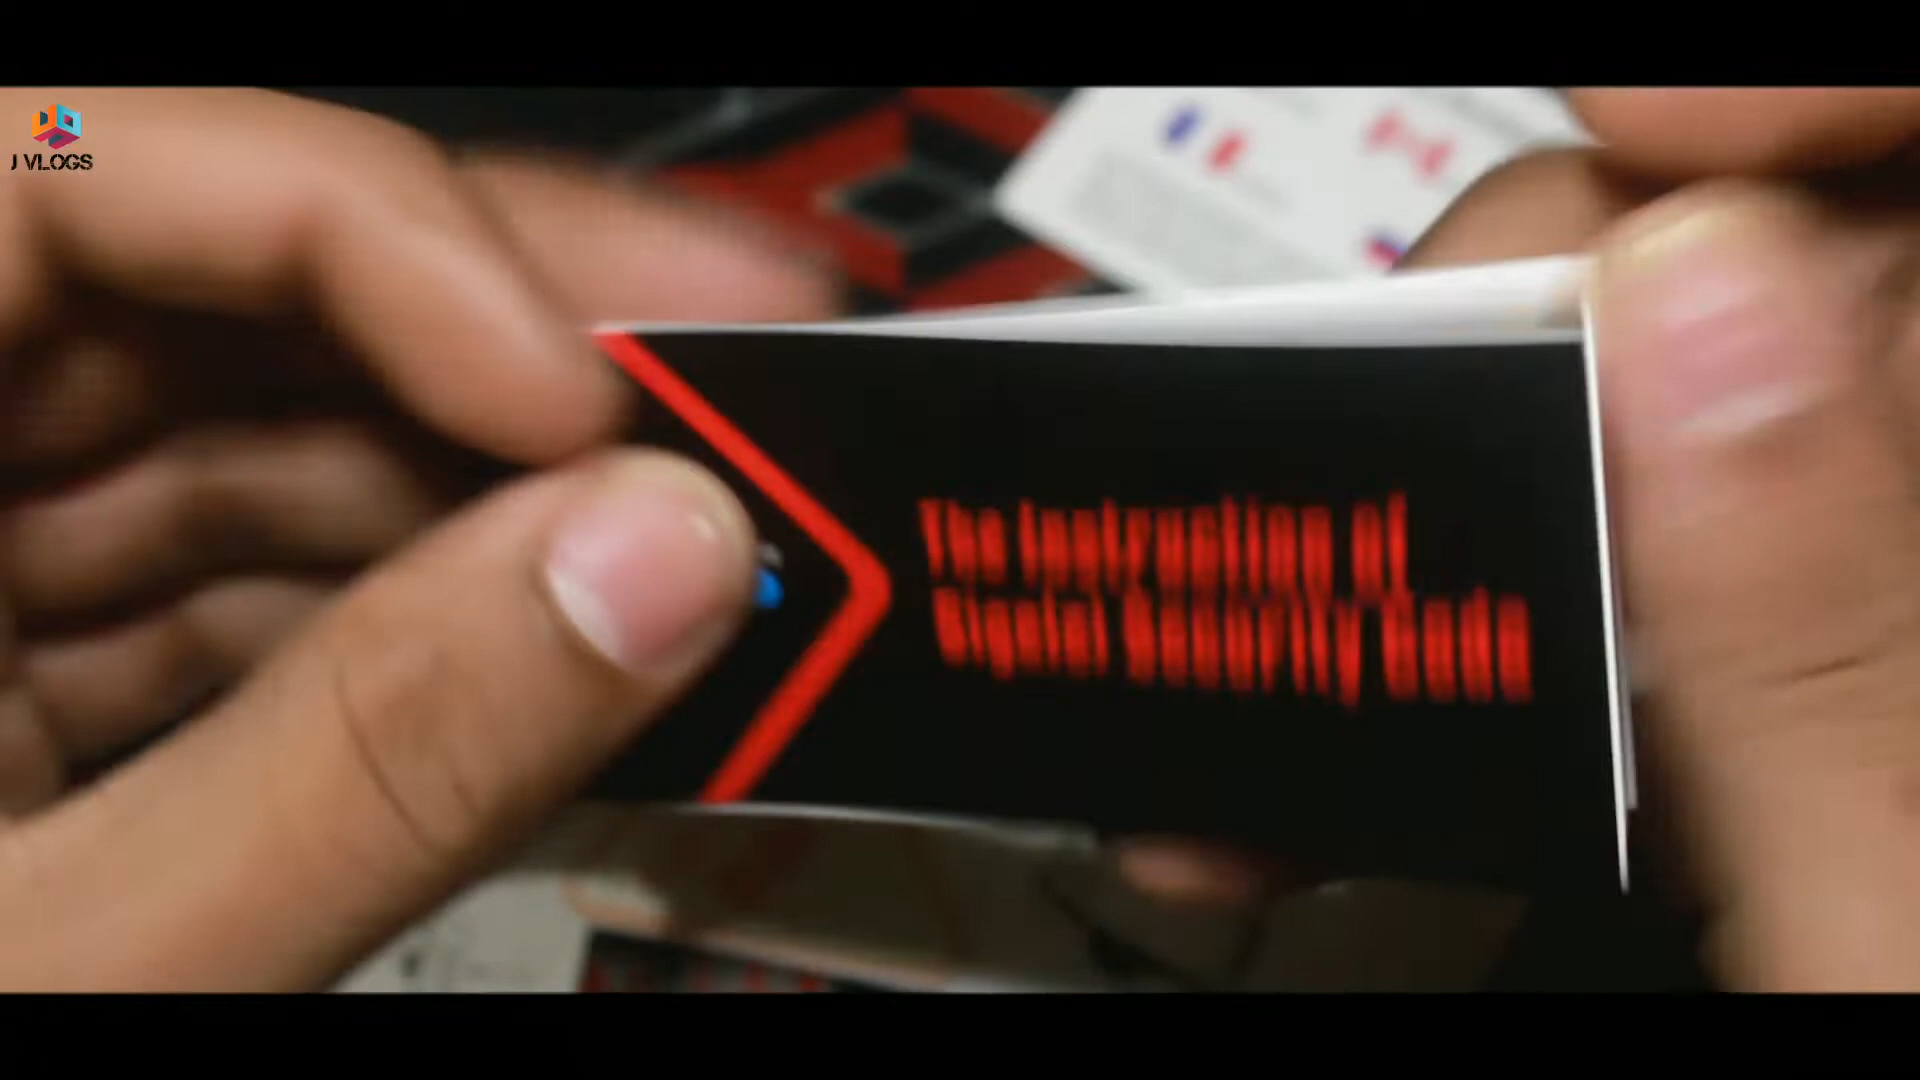 J VLOGS
The Instruction of
Digital Security Code